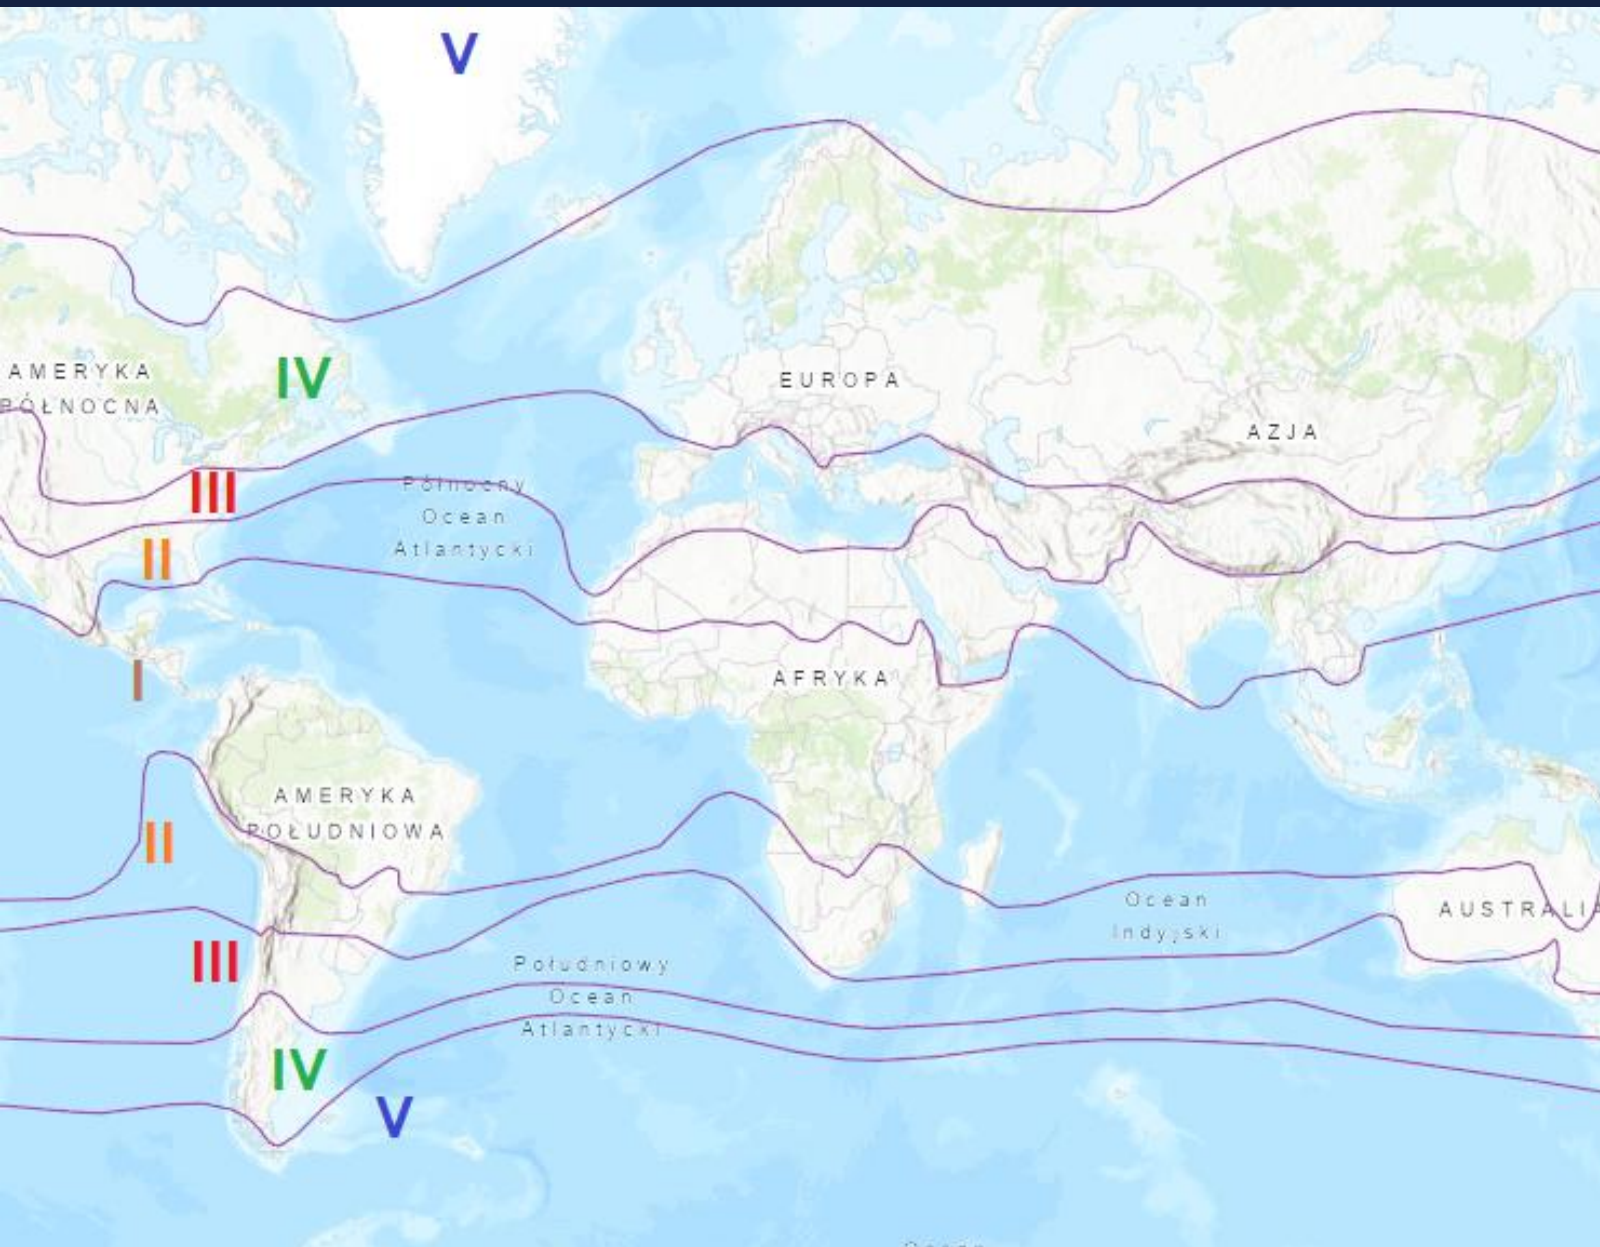 V
IV
AMERYKA
PÓŁNOCNA
EUROPA
AZJA
III
Północny
Ocean
Atlantycki
II
I
AFRYKA
AMERYKA
POŁUDNIOWA
II
Ocean
Indyjski
AUSTRALIA
III
Południowy
Ocean
Atlantycki
IV
V